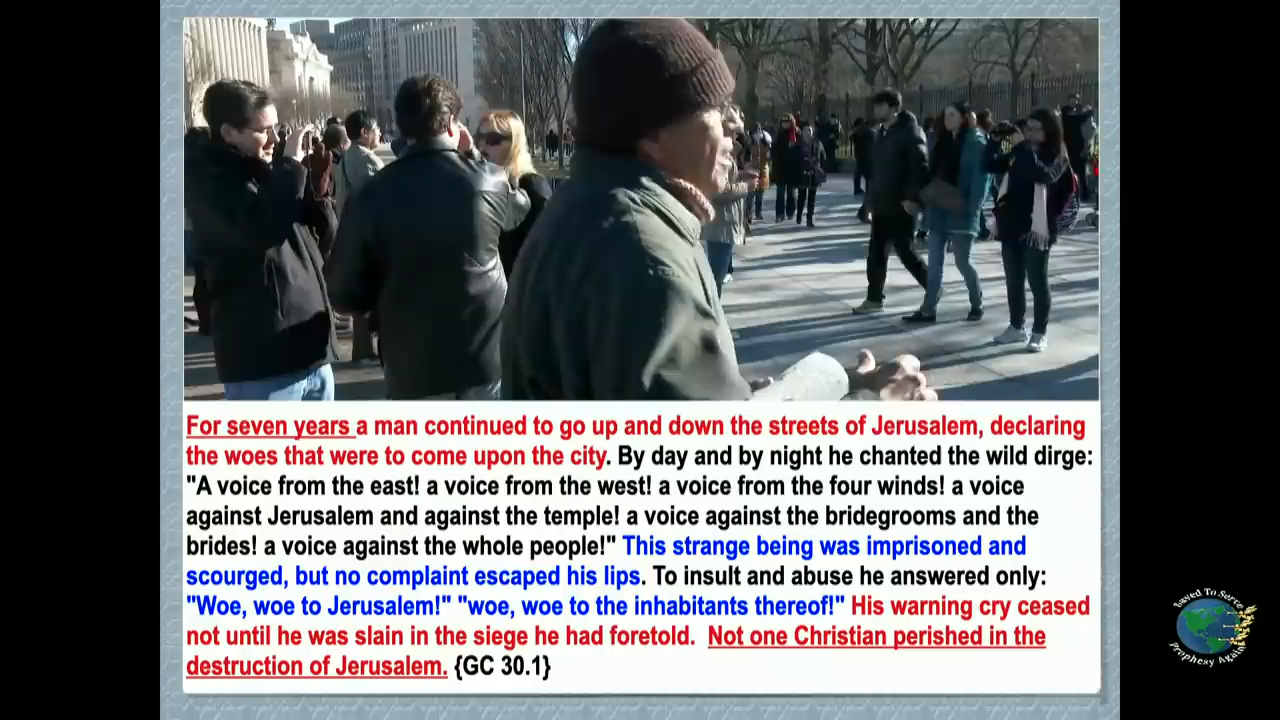 For seven years a man continued to go up and down the streets of Jerusalem, declaring
the woes that were to come upon the city. By day and by night he chanted the wild dirge:
"A voice from the east! a voice from the west! a voice from the four winds! a voice
against Jerusalem and against the temple! a voice against the bridegrooms and the
brides! a voice against the whole people!" This strange being was imprisoned and
scourged, but no complaint escaped his lips. To insult and abuse he answered only:
"Woe, woe to Jerusalem!" "woe, woe to the inhabitants thereof!" His warning cry ceased
not until he was slain in the siege he had foretold. Not one Christian perished in the
destruction of Jerusalem. {GC 30.1}
To Serve
Prophesy Again